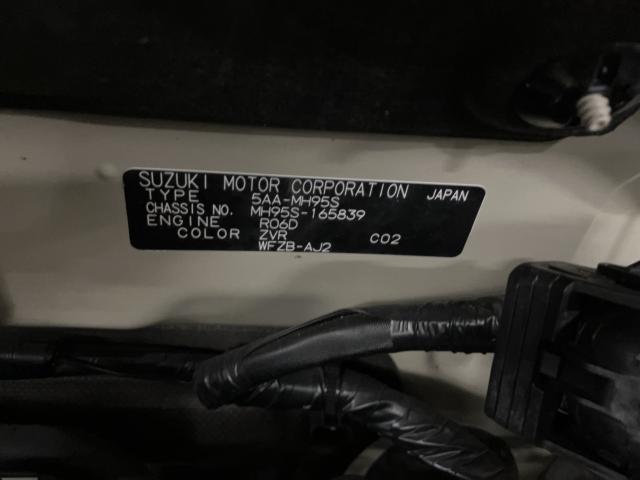 SUZUKI MOTOR CORPORATION JAPAN
TYPE 5AA-MH95S
CHASSIS NO. MH95S-165839
ENGINE R06D
COLOR ZVR C02
WFZB-AJ2